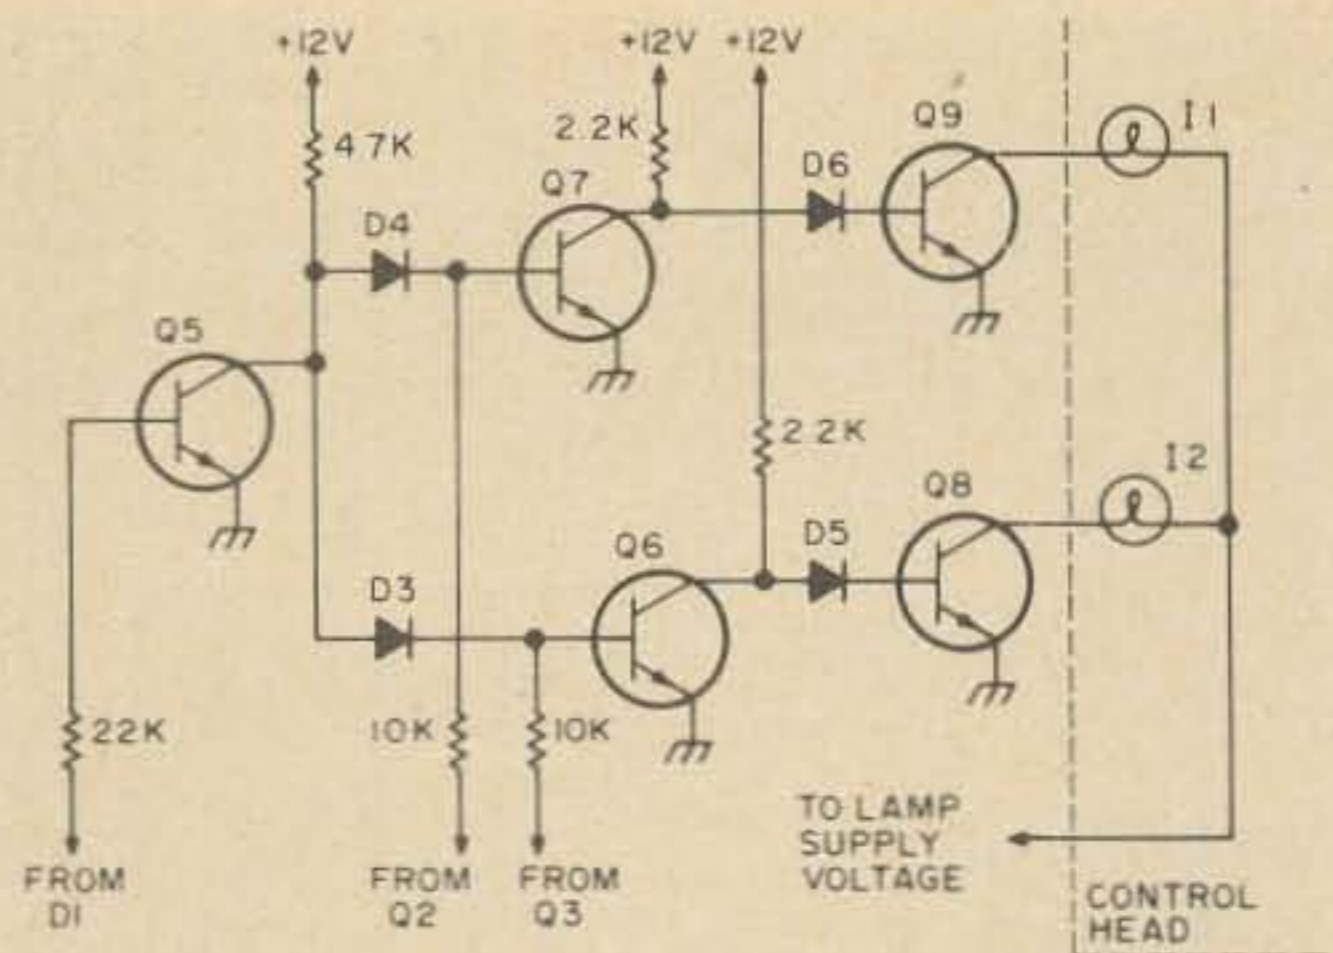 +12V
+12V
+12V
4.7K
2.2K
Q7
D4
D6
Q9
I1
Q5
2.2K
I2
Q8
Q6
D5
D3
22K
10K
10K
FROM
D1
FROM
Q2
FROM
Q3
TO LAMP
SUPPLY
VOLTAGE
CONTROL
HEAD